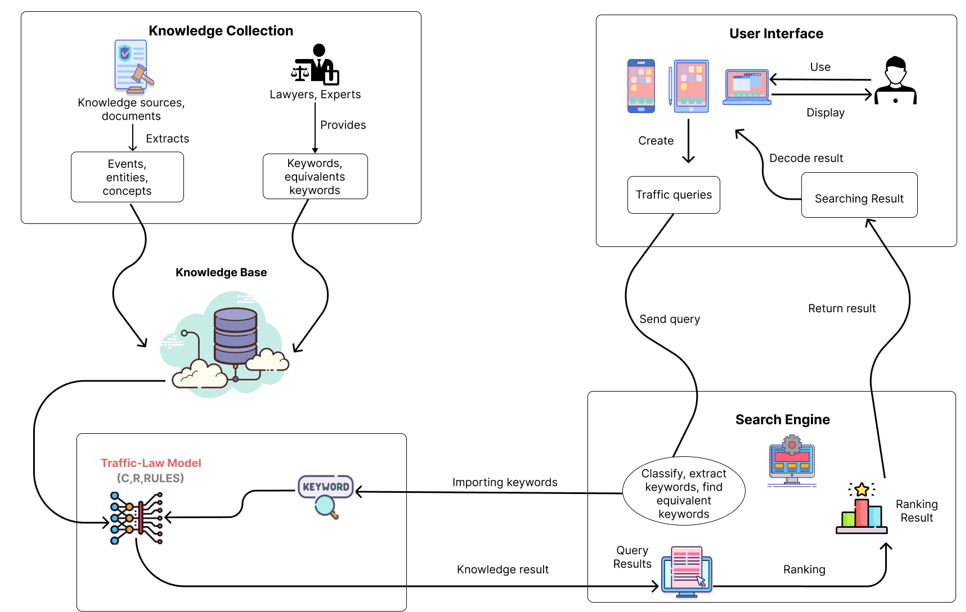 Knowledge Collection
Knowledge sources,
documents
Extracts
Events,
entities,
concepts
Lawyers, Experts
Provides
Keywords,
equivalents
keywords
Knowledge Base
User Interface
Use
Display
Create
Decode result
Traffic queries
Searching Result
Send query
Return result
Search Engine
Classify, extract
keywords, find
equivalent
keywords
Ranking
Result
Traffic-Law Model
(C,R,RULES)
KEYWORD
Importing keywords
Knowledge result
Query
Results
Ranking